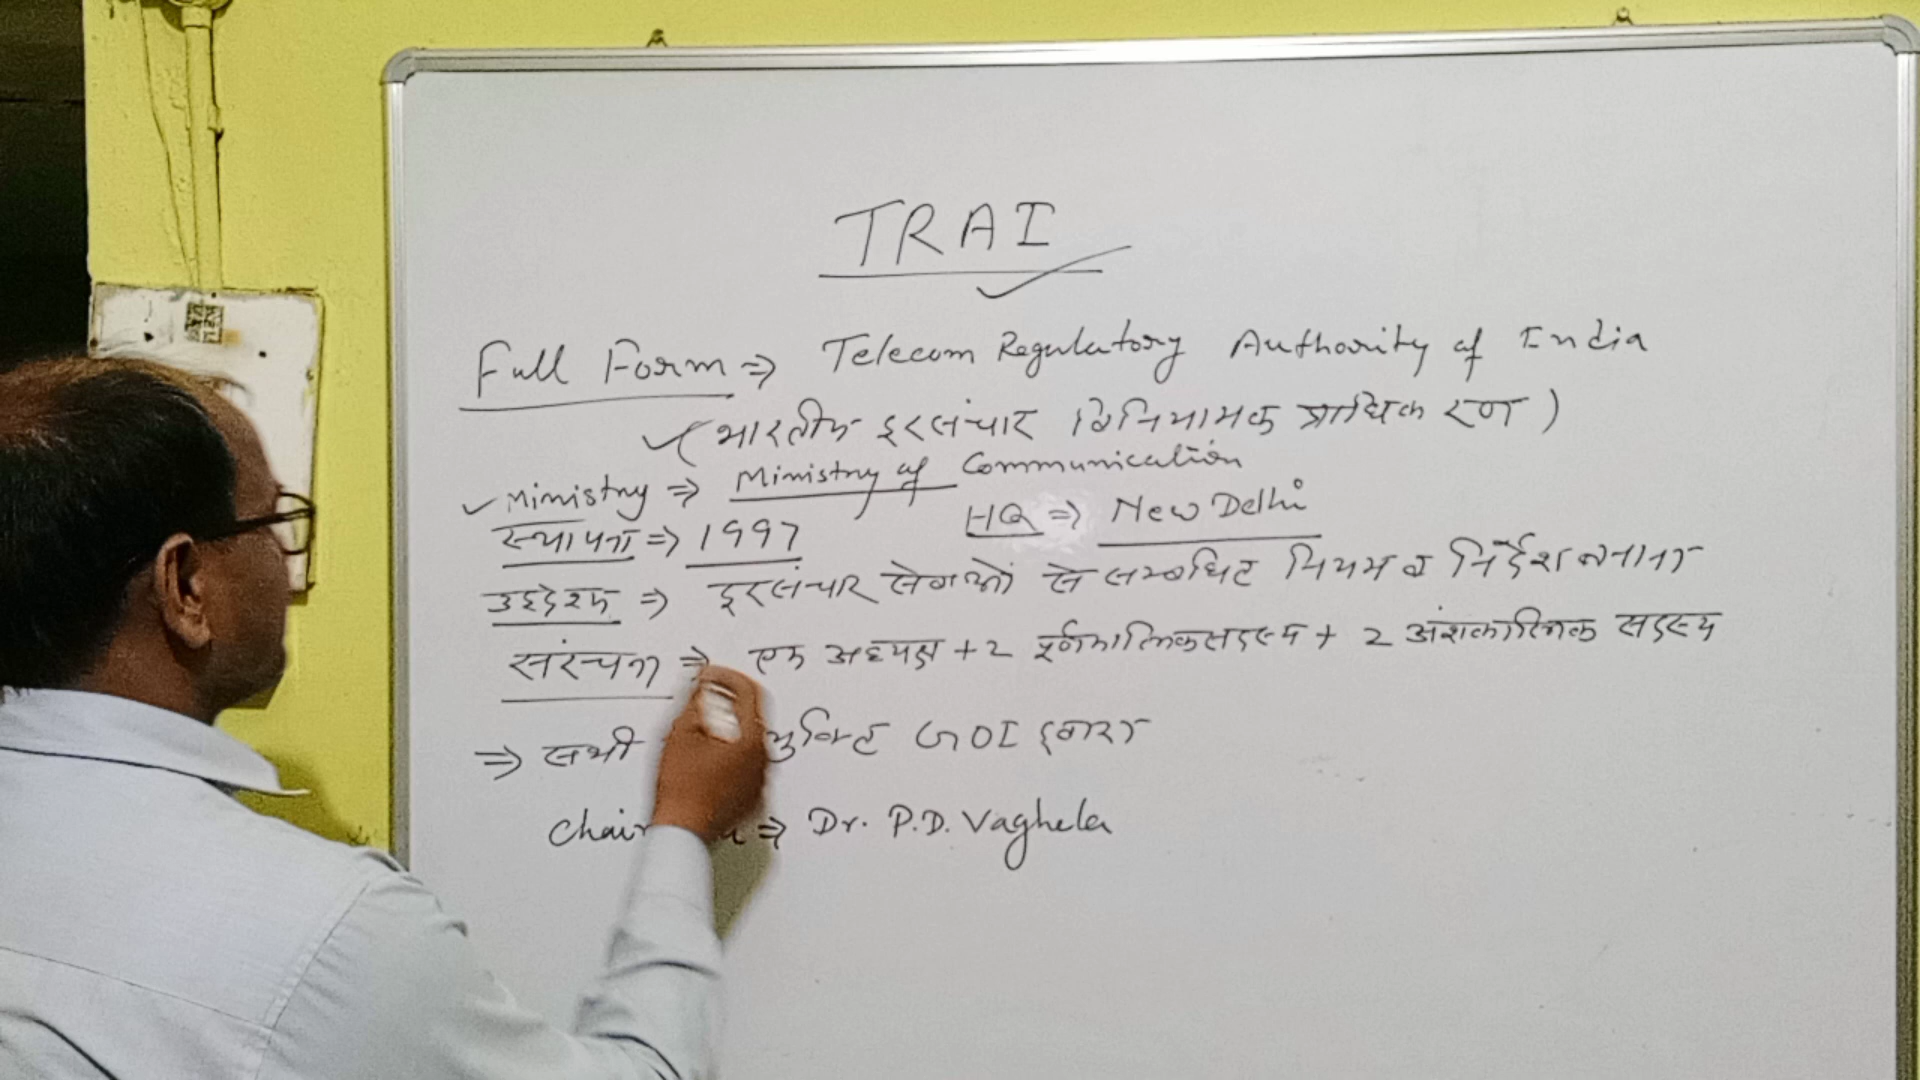 TRAI
Full Form ⇒ Telecom Regulatory Authority of India
(भारतीय दूरसंचार विनियामक प्राधिकरण)
Ministry ⇒ Ministry of Communication
स्थापना ⇒ 1997 HQ ⇒ New Delhi
उद्देश्य ⇒ दूरसंचार सेवाओं से सम्बंधित नियम व निर्देश बनाना
संरचना ⇒ एक अध्यक्ष + 2 पूर्णकालिक सदस्य + 2 अंशकालिक सदस्य
⇒ सभी GOI द्वारा
⇒ Dr. P.D. Vaghela